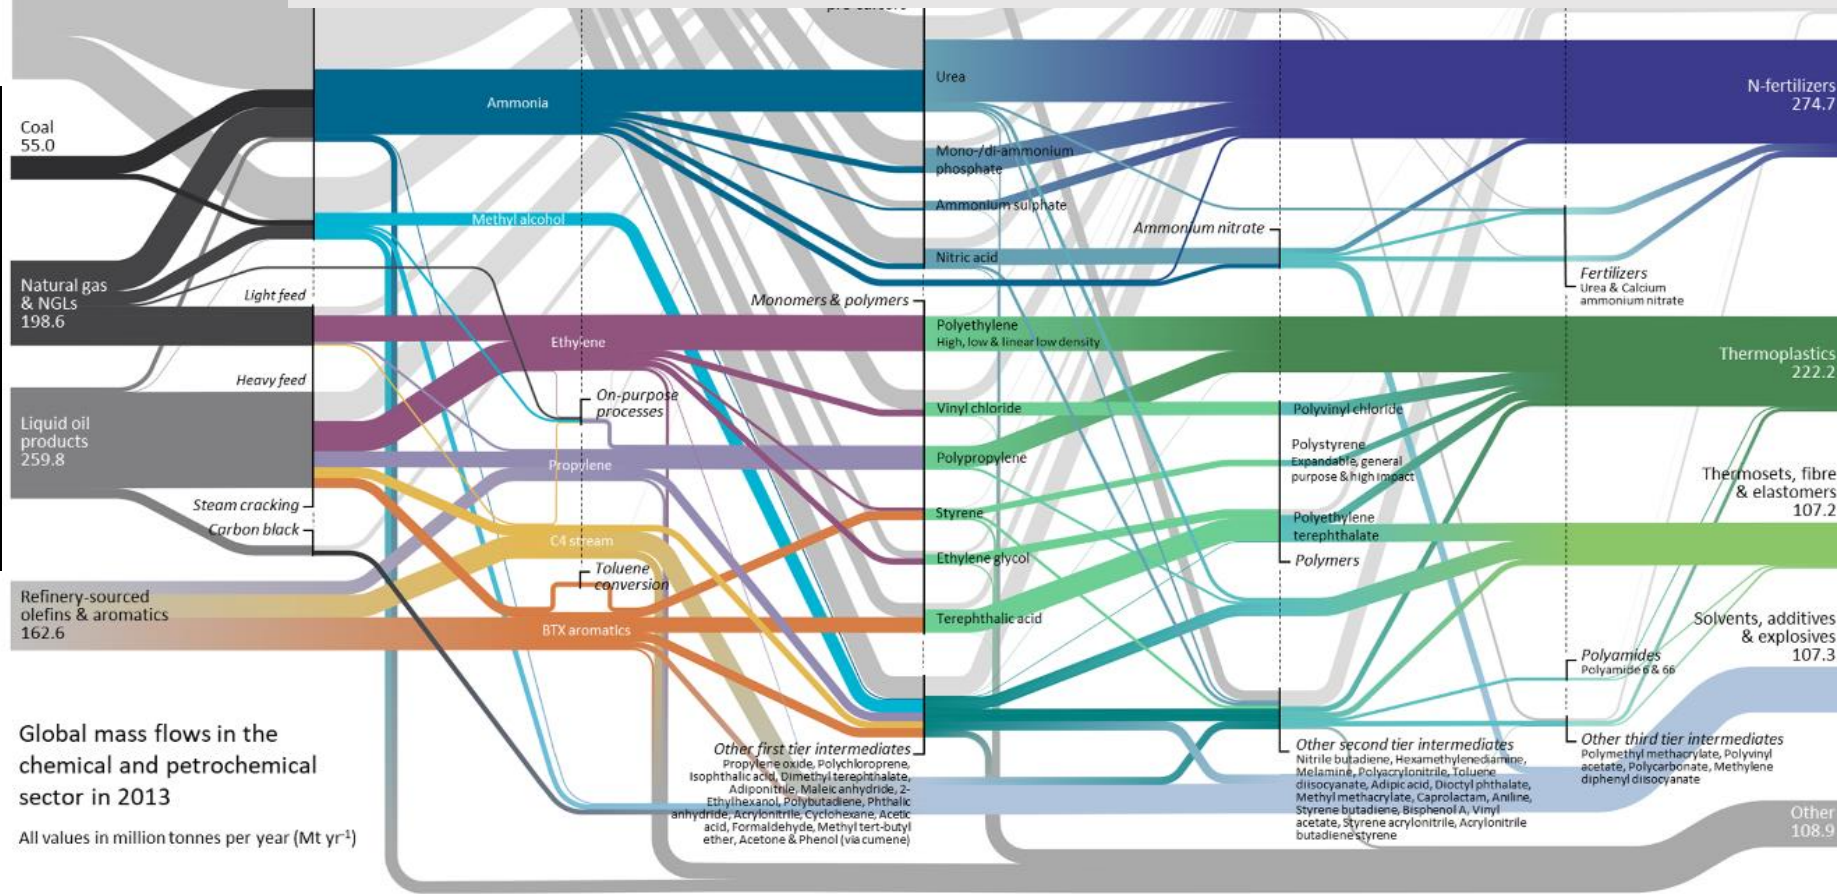 Coal
55.0
Natural gas
& NGLs
198.6
Liquid oil
products
259.8
Refinery-sourced
olefins & aromatics
162.6
Light feed
Heavy feed
Steam cracking
Carbon black
Ammonia
Methyl alcohol
Ethylene
On-purpose
processes
Propylene
C4 stream
Toluene
conversion
BTX aromatics
Urea
Mono-/di-ammonium
phosphate
Ammonium sulphate
Nitric acid
Monomers & polymers
Polyethylene
High, low & linear low density
Vinyl chloride
Polypropylene
Styrene
Ethylene glycol
Terephthalic acid
Other first tier intermediates
Propylene oxide, Polychloroprene,
Isophthalic acid, Dimethyl terephthalate,
Adiponitrile, Maleic anhydride, 2-
Ethylhexanol, Polybutadiene, Phthalic
anhydride, Acrylonitrile, Cyclohexane, Acetic
acid, Formaldehyde, Methyl tert-butyl
ether, Acetone & Phenol (via cumene)
Ammonium nitrate
Polyvinyl chloride
Polystyrene
Expandable, general
purpose & high impact
Polyethylene
terephthalate
Polymers
Other second tier intermediates
Nitrile butadiene, Hexamethylenediamine,
Melamine, Polyacrylonitrile, Toluene
diisocyanate, Adipic acid, Dioctyl phthalate,
Methyl methacrylate, Caprolactam, Aniline,
Styrene butadiene, Bisphenol A, Vinyl
acetate, Styrene acrylonitrile, Acrylonitrile
butadiene styrene
Fertilizers
Urea & Calcium
ammonium nitrate
Polyamides
Polyamide 6 & 66
Other third tier intermediates
Polymethyl methacrylate, Polyvinyl
acetate, Polycarbonate, Methylene
diphenyl diisocyanate
N-fertilizers
274.7
Thermoplastics
222.2
Thermosets, fibre
& elastomers
107.2
Solvents, additives
& explosives
107.3
Other
108.9
Global mass flows in the
chemical and petrochemical
sector in 2013
All values in million tonnes per year (Mt yr⁻¹)